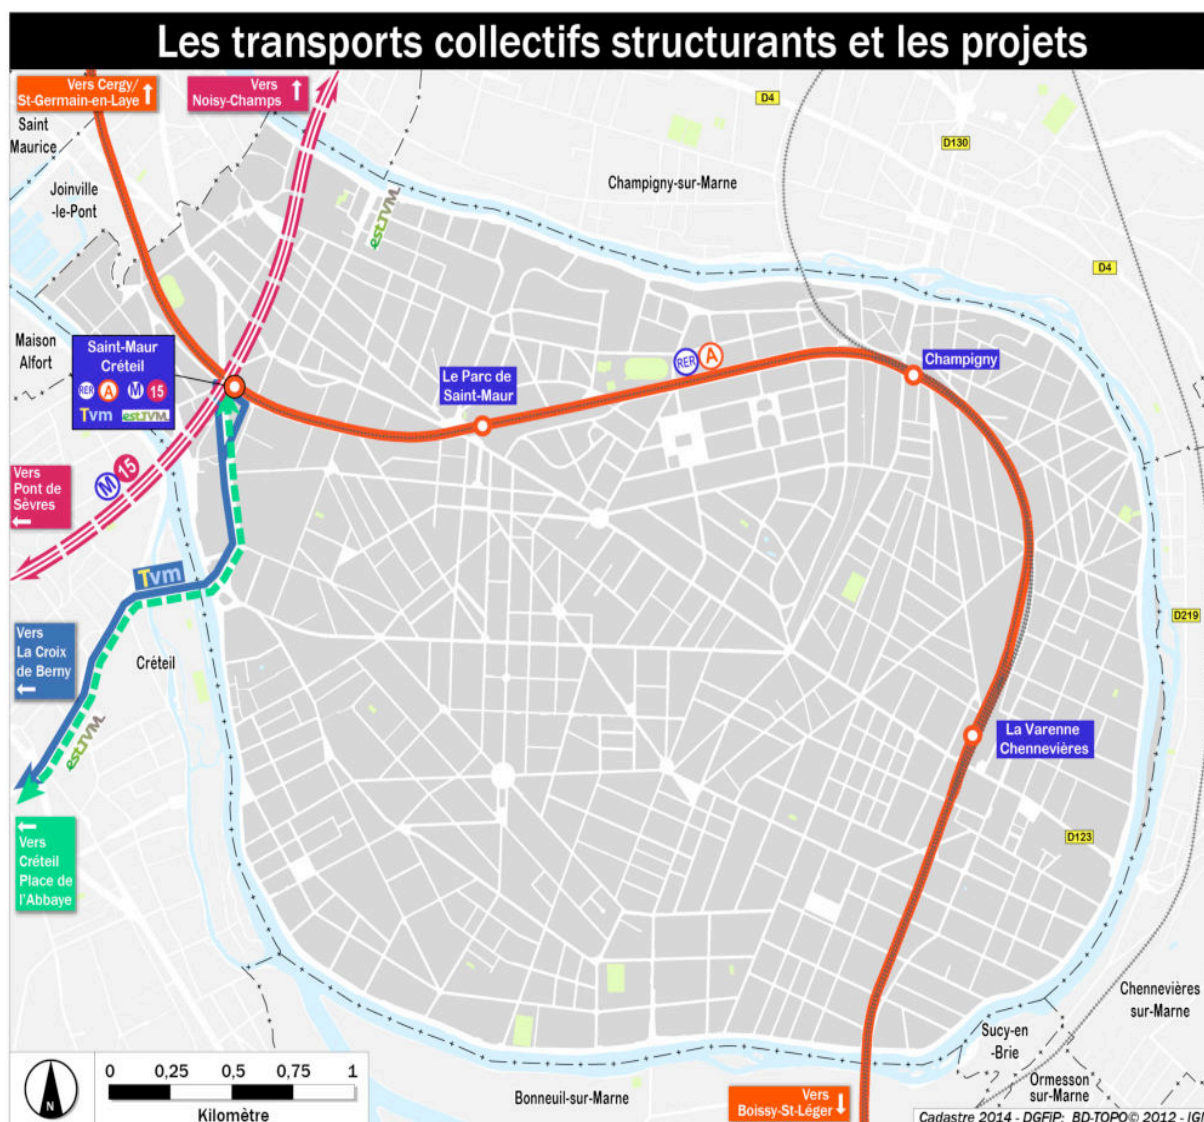 Les transports collectifs structurants et les projets
Vers Cergy/
St-Germain-en-Laye
Vers
Noisy-Champs
Saint
Maurice
Joinville
-le-Pont
Champigny-sur-Marne
D4
D130
estTVM
D4
Maison
Alfort
Saint-Maur
Créteil
RER A M 15
Tvm estTVM
Le Parc de
Saint-Maur
RER A
Champigny
Vers
Pont de
Sèvres
M 15
Tvm
Vers
La Croix
de Berny
Créteil
D219
estTVM
La Varenne
Chennevières
Vers
Créteil
Place de
l'Abbaye
D123
Chennevières
sur-Marne
Sucy-en
-Brie
Ormesson
sur-Marne
Bonneuil-sur-Marne
Vers
Boissy-St-Léger
N
0 0,25 0,5 0,75 1
Kilomètre
Cadastre 2014 - DGFiP; BD-TOPO© 2012 - IGN